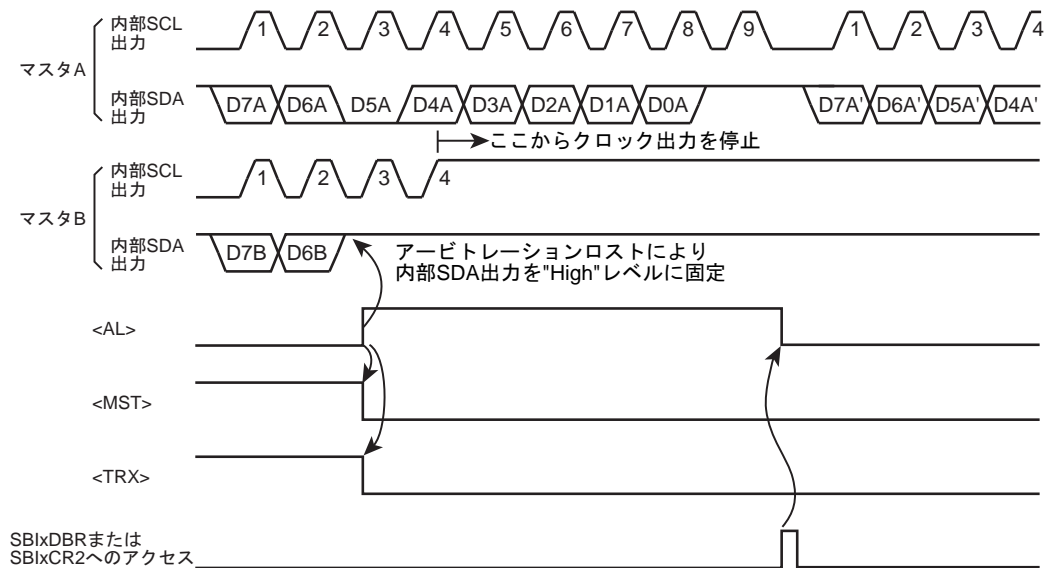 マスタA
内部SCL
出力
1 2 3 4 5 6 7 8 9 1 2 3 4
内部SDA
出力
D7A D6A D5A D4A D3A D2A D1A D0A D7A' D6A' D5A' D4A'
ここからクロック出力を停止
マスタB
内部SCL
出力
1 2 3 4
内部SDA
出力
D7B D6B
アービトレーションロストにより
内部SDA出力を"High"レベルに固定
<AL>
<MST>
<TRX>
SBIxDBRまたは
SBIxCR2へのアクセス